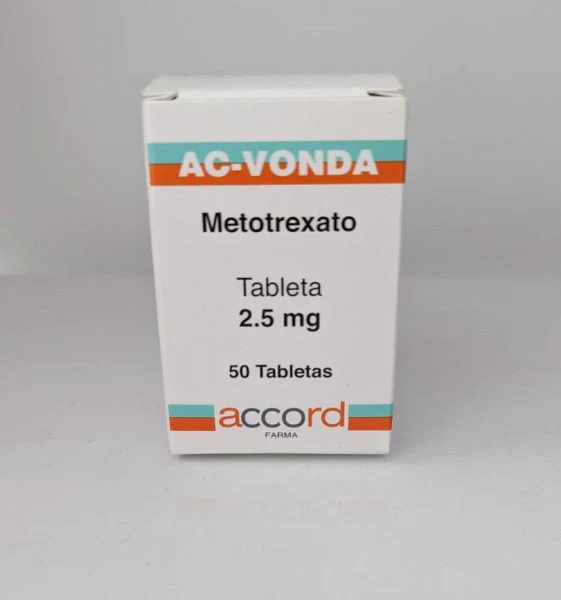 AC-VONDA
Metotrexato
Tableta
2.5 mg
50 Tabletas
accord
FARMA